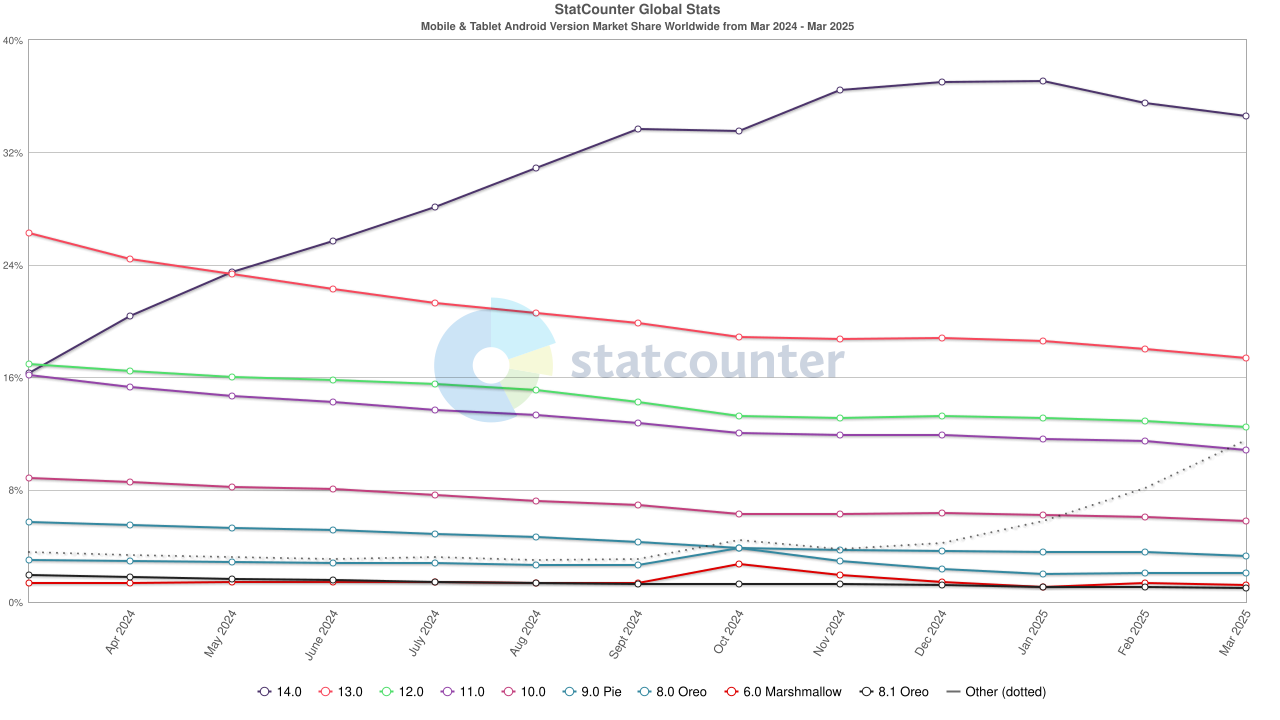 StatCounter Global Stats
Mobile & Tablet Android Version Market Share Worldwide from Mar 2024 - Mar 2025
40%
32%
24%
16%
8%
0%
statcounter
Apr 2024
May 2024
June 2024
July 2024
Aug 2024
Sept 2024
Oct 2024
Nov 2024
Dec 2024
Jan 2025
Feb 2025
Mar 2025
14.0 13.0 12.0 11.0 10.0 9.0 Pie 8.0 Oreo 6.0 Marshmallow 8.1 Oreo Other (dotted)